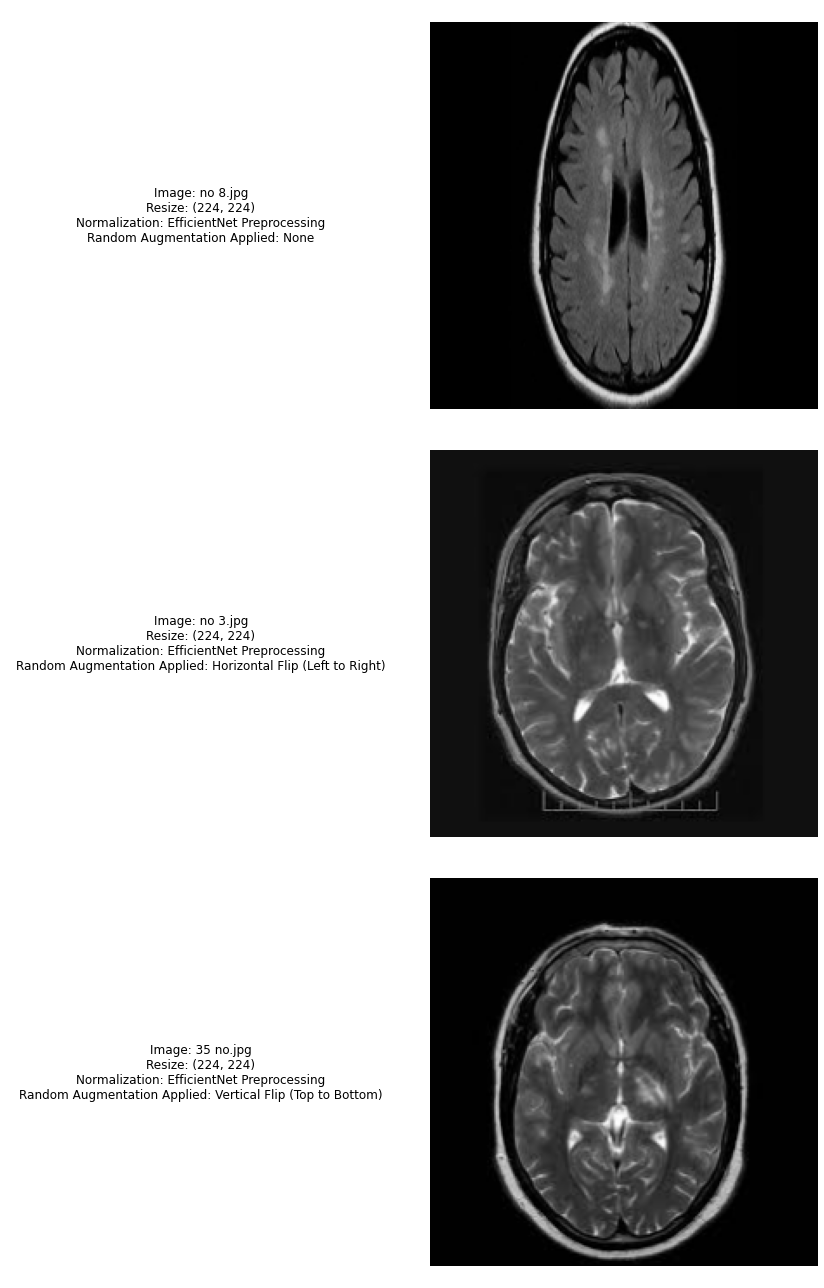 Image: no 8.jpg
Resize: (224, 224)
Normalization: EfficientNet Preprocessing
Random Augmentation Applied: None
Image: no 3.jpg
Resize: (224, 224)
Normalization: EfficientNet Preprocessing
Random Augmentation Applied: Horizontal Flip (Left to Right)
Image: 35 no.jpg
Resize: (224, 224)
Normalization: EfficientNet Preprocessing
Random Augmentation Applied: Vertical Flip (Top to Bottom)